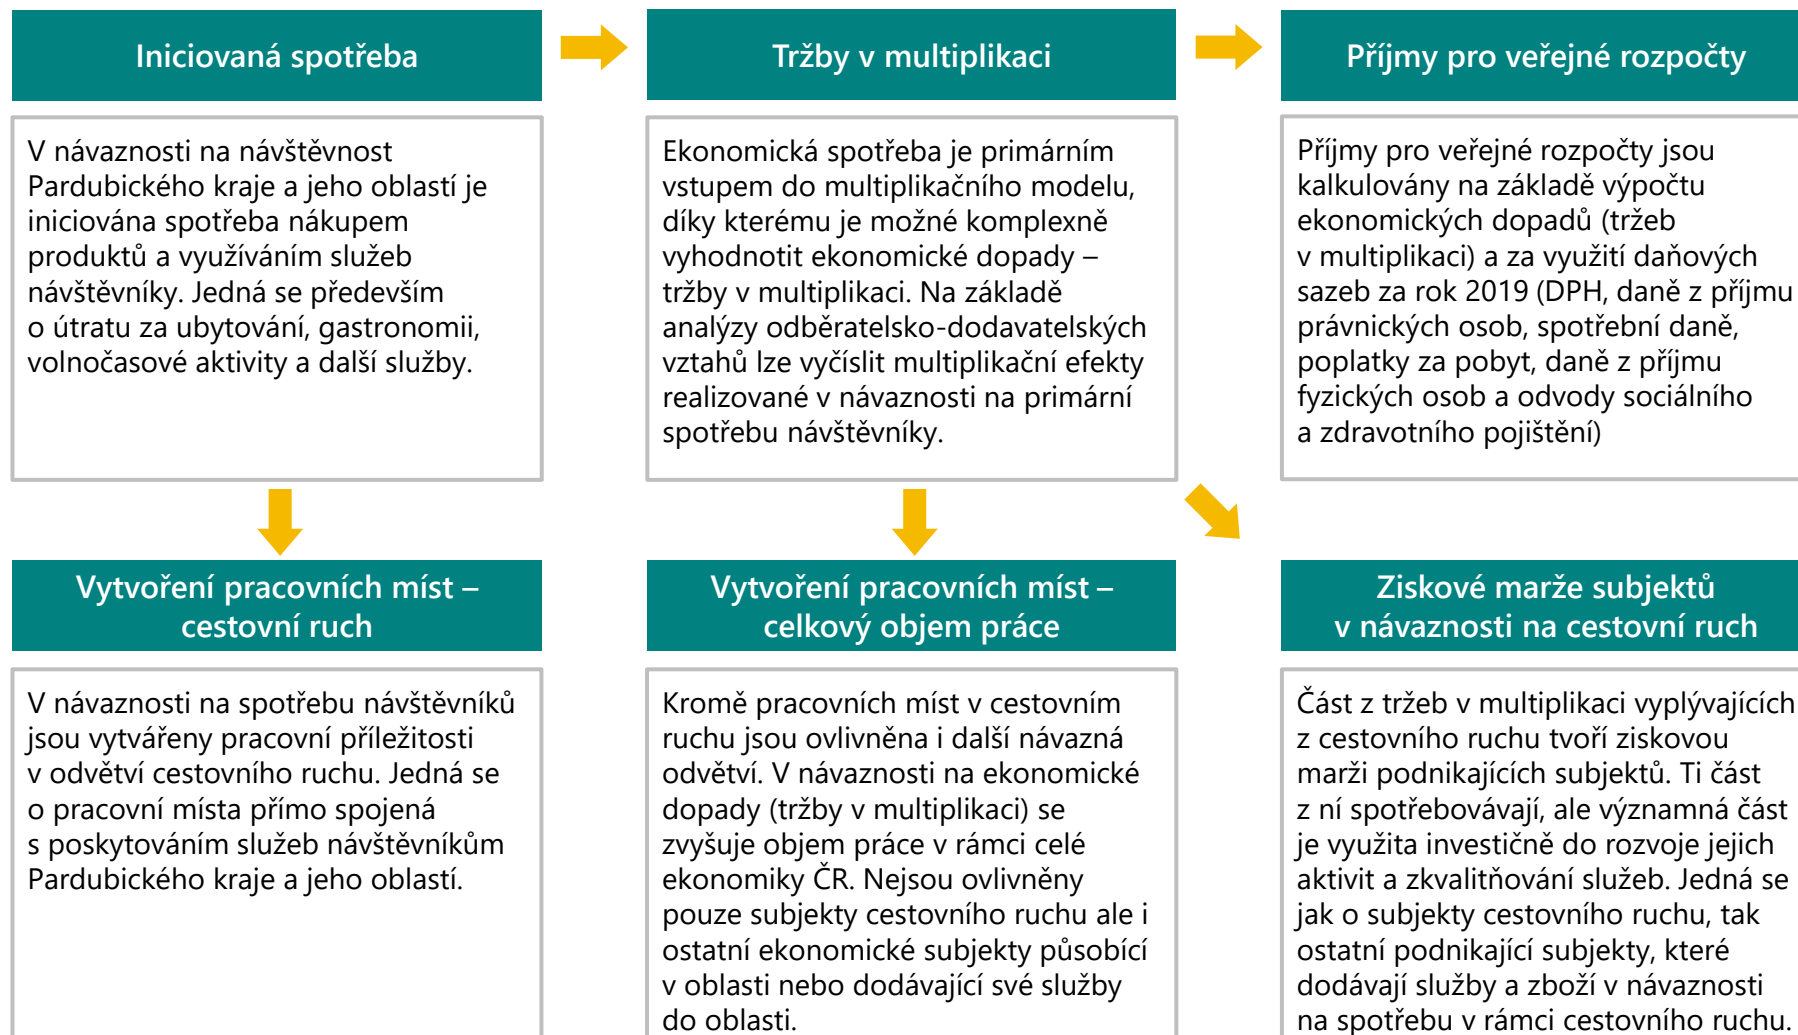 Iniciovaná spotřeba
V návaznosti na návštěvnost
Pardubického kraje a jeho oblastí je
iniciována spotřeba nákupem
produktů a využíváním služeb
návštěvníky. Jedná se především
o útratu za ubytování, gastronomii,
volnočasové aktivity a další služby.
Tržby v multiplikaci
Ekonomická spotřeba je primárním
vstupem do multiplikačního modelu,
díky kterému je možné komplexně
vyhodnotit ekonomické dopady –
tržby v multiplikaci. Na základě
analýzy odběratelsko-dodavatelských
vztahů lze vyčíslit multiplikační efekty
realizované v návaznosti na primární
spotřebu návštěvníky.
Příjmy pro veřejné rozpočty
Příjmy pro veřejné rozpočty jsou
kalkulovány na základě výpočtu
ekonomických dopadů (tržeb
v multiplikaci) a za využití daňových
sazeb za rok 2019 (DPH, daně z příjmu
právnických osob, spotřební daně,
poplatky za pobyt, daně z příjmu
fyzických osob a odvody sociálního
a zdravotního pojištění)
Vytvoření pracovních míst –
cestovní ruch
V návaznosti na spotřebu návštěvníků
jsou vytvářeny pracovní příležitosti
v odvětví cestovního ruchu. Jedná se
o pracovní místa přímo spojená
s poskytováním služeb návštěvníkům
Pardubického kraje a jeho oblastí.
Vytvoření pracovních míst –
celkový objem práce
Kromě pracovních míst v cestovním
ruchu jsou ovlivněna i další návazná
odvětví. V návaznosti na ekonomické
dopady (tržby v multiplikaci) se
zvyšuje objem práce v rámci celé
ekonomiky ČR. Nejsou ovlivněny
pouze subjekty cestovního ruchu ale i
ostatní ekonomické subjekty působící
v oblasti nebo dodávající své služby
do oblasti.
Ziskové marže subjektů
v návaznosti na cestovní ruch
Část z tržeb v multiplikaci vyplývajících
z cestovního ruchu tvoří ziskovou
marži podnikajících subjektů. Ti část
z ní spotřebovávají, ale významná část
je využita investičně do rozvoje jejich
aktivit a zkvalitňování služeb. Jedná se
jak o subjekty cestovního ruchu, tak
ostatní podnikající subjekty, které
dodávají služby a zboží v návaznosti
na spotřebu v rámci cestovního ruchu.